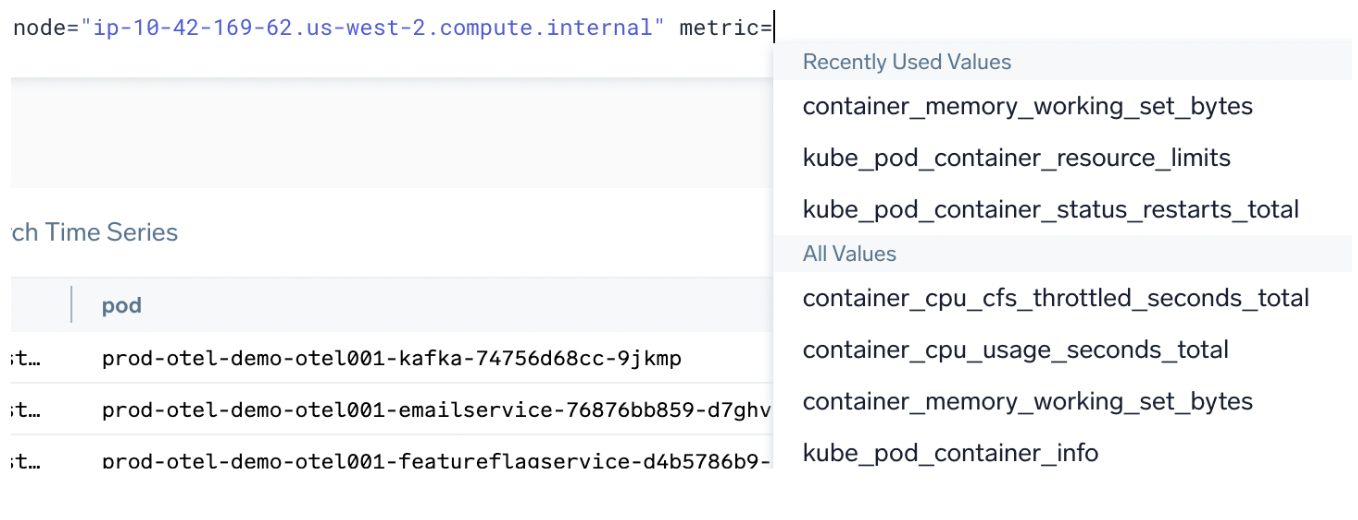 node="ip-10-42-169-62.us-west-2.compute.internal" metric=
Recently Used Values
container_memory_working_set_bytes
kube_pod_container_resource_limits
kube_pod_container_status_restarts_total
All Values
container_cpu_cfs_throttled_seconds_total
container_cpu_usage_seconds_total
container_memory_working_set_bytes
kube_pod_container_info
rch Time Series
pod
st… prod-otel-demo-otel001-kafka-74756d68cc-9jkmp
st… prod-otel-demo-otel001-emailservice-76876bb859-d7ghv
st… prod-otel-demo-otel001-featureflagservice-d4b5786b9-